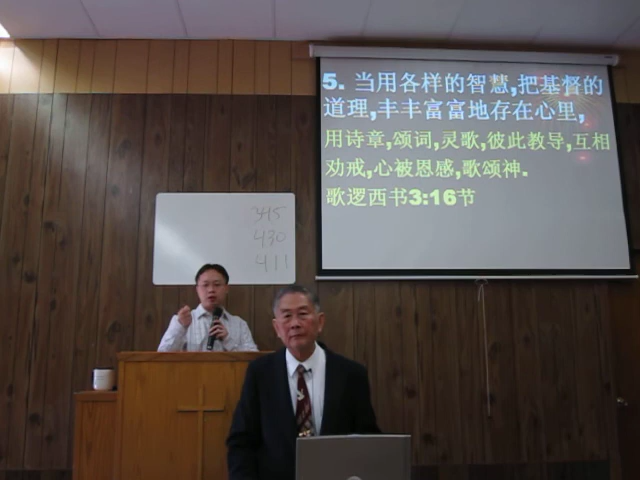 5. 当用各样的智慧,把基督的
道理,丰丰富富地存在心里,
用诗章,颂词,灵歌,彼此教导,互相
劝戒,心被恩感,歌颂神.
歌逻西书3:16节
345
430
411